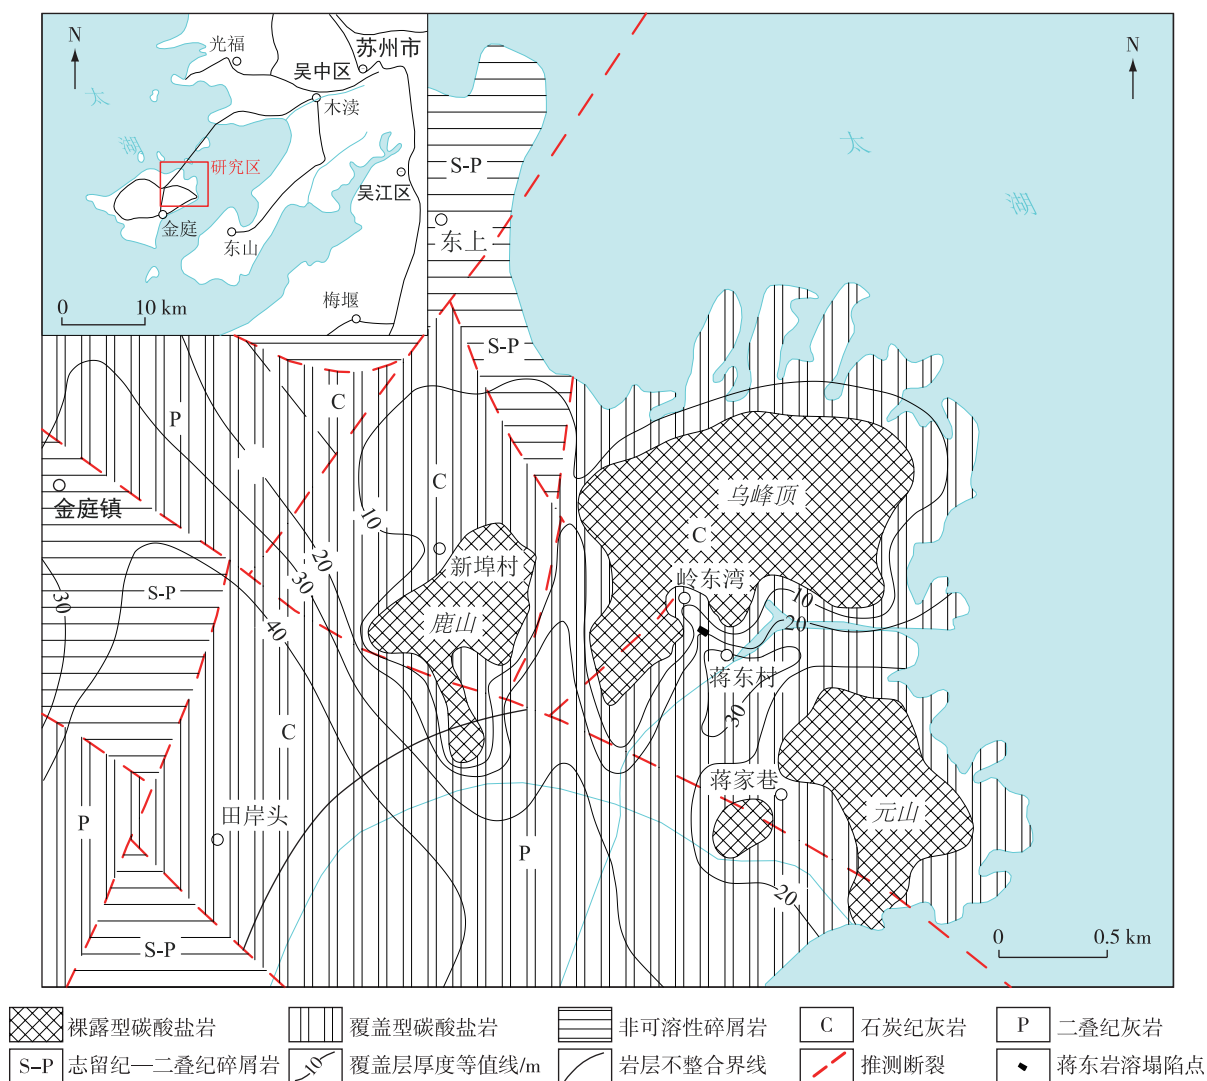 N
光福
苏州市
吴中区
木渎
太
湖
研究区
吴江区
金庭
东山
梅堰
0 10 km
N
太
湖
S-P
东上
S-P
P
C
C
金庭镇
10
20
30
40
30
S-P
新埠村
鹿山
乌峰顶
C
岭东湾
10
20
蒋东村
30
C
田岸头
P
P
蒋家巷
元山
20
S-P
0 0.5 km
裸露型碳酸盐岩
覆盖型碳酸盐岩
非可溶性碎屑岩
C 石炭纪灰岩
P 二叠纪灰岩
S-P 志留纪—二叠纪碎屑岩
10 覆盖层厚度等值线/m
岩层不整合界线
推测断裂
蒋东岩溶塌陷点